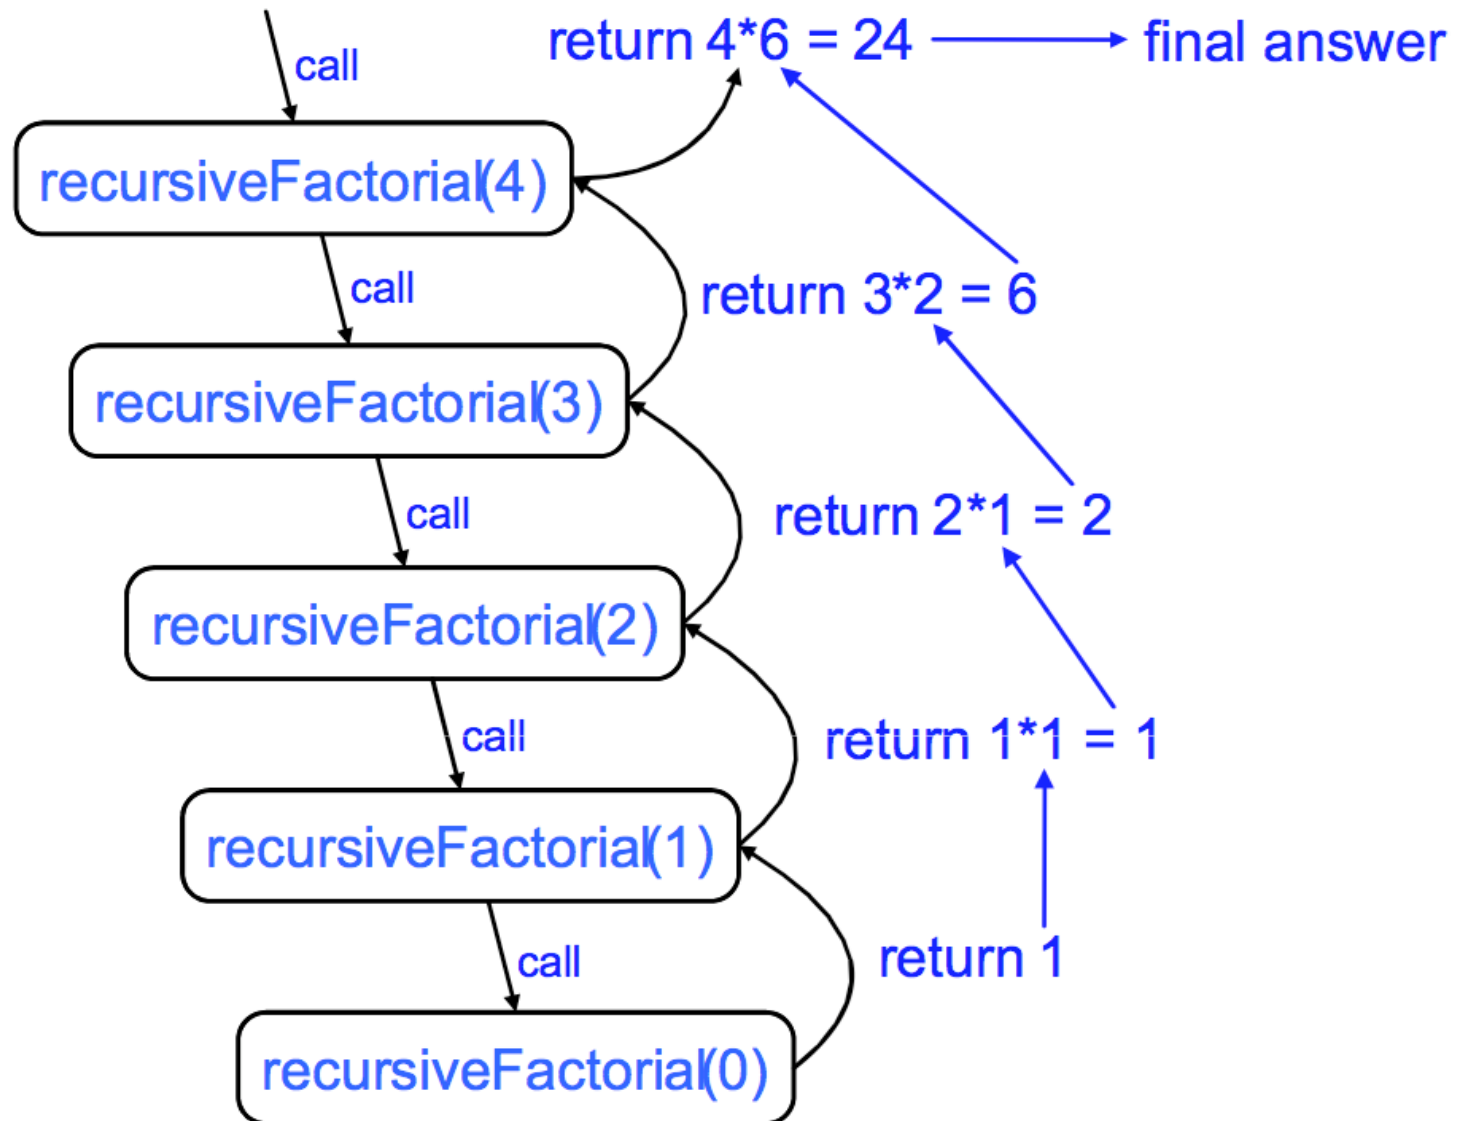 call
return 4*6 = 24
final answer
recursiveFactorial(4)
call
return 3*2 = 6
recursiveFactorial(3)
call
return 2*1 = 2
recursiveFactorial(2)
call
return 1*1 = 1
recursiveFactorial(1)
call
return 1
recursiveFactorial(0)